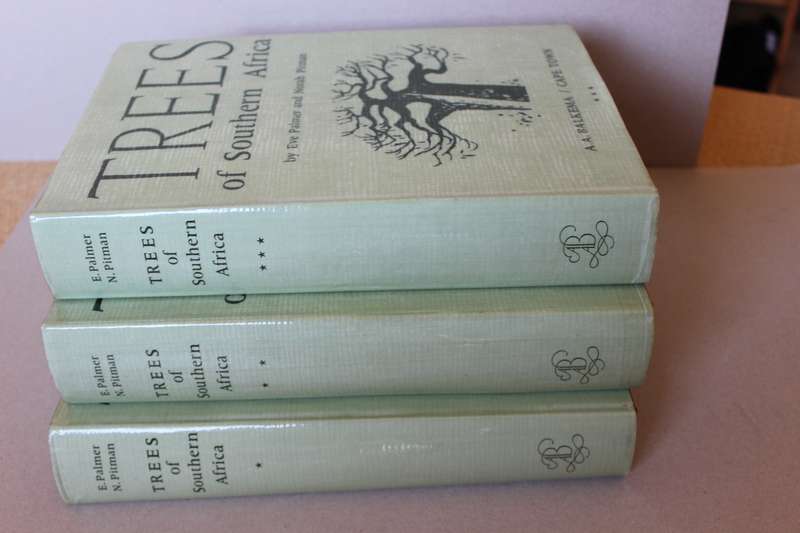 TREES
of Southern Africa
by Eve Palmer and Norah Pitman
A.A. BALKEMA / CAPE TOWN
***
E. Palmer
N. Pitman
TREES
of
Southern
Africa
***
E. Palmer
N. Pitman
TREES
of
Southern
Africa
**
E. Palmer
N. Pitman
TREES
of
Southern
Africa
*